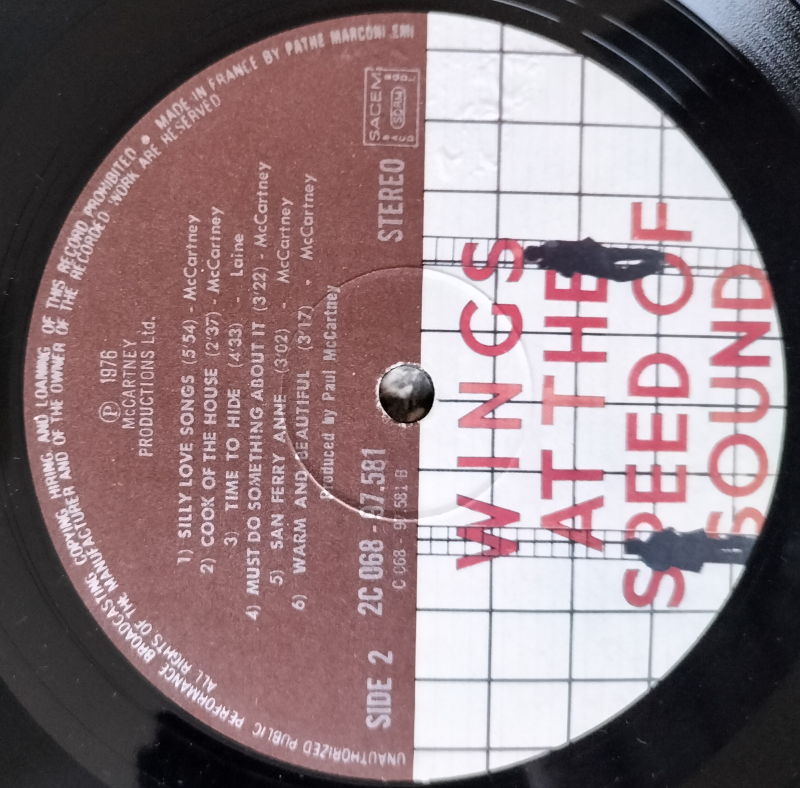 UNAUTHORIZED PUBLIC PERFORMANCE BROADCASTING COPYING HIRING AND LOANING OF THIS RECORD PROHIBITED • MADE IN FRANCE BY PATHE MARCONI EMI
ALL RIGHTS OF THE MANUFACTURER AND OF THE OWNER OF THE RECORDED WORK ARE RESERVED
℗ 1976
McCARTNEY
PRODUCTIONS Ltd.
1) SILLY LOVE SONGS (5'54) - McCartney
2) COOK OF THE HOUSE (2'37) - McCartney
3) TIME TO HIDE (4'33) - Laine
4) MUST DO SOMETHING ABOUT IT (3'22) - McCartney
5) SAN FERRY ANNE (3'02) - McCartney
6) WARM AND BEAUTIFUL (3'17) - McCartney
Produced by Paul McCartney
SIDE 2 2C 068 - 97.581 STEREO
C 068 - 97.581 B
SACEM
SDRM
WINGS
AT THE
SPEED OF
SOUND